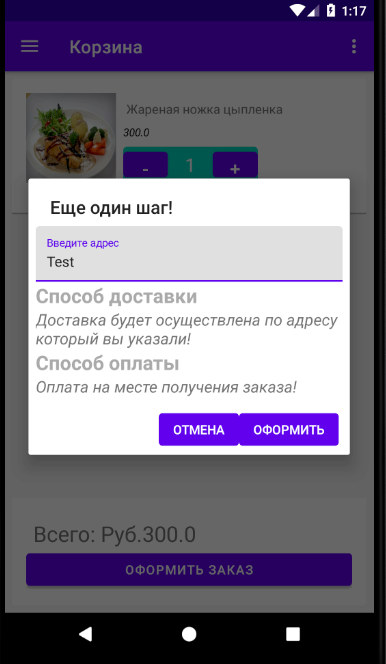 1:17
Корзина
Жареная ножка цыпленка
300.0
- 1 +
Еще один шаг!
Введите адрес
Test
Способ доставки
Доставка будет осуществлена по адресу
который вы указали!
Способ оплаты
Оплата на месте получения заказа!
ОТМЕНА ОФОРМИТЬ
Всего: Руб.300.0
ОФОРМИТЬ ЗАКАЗ